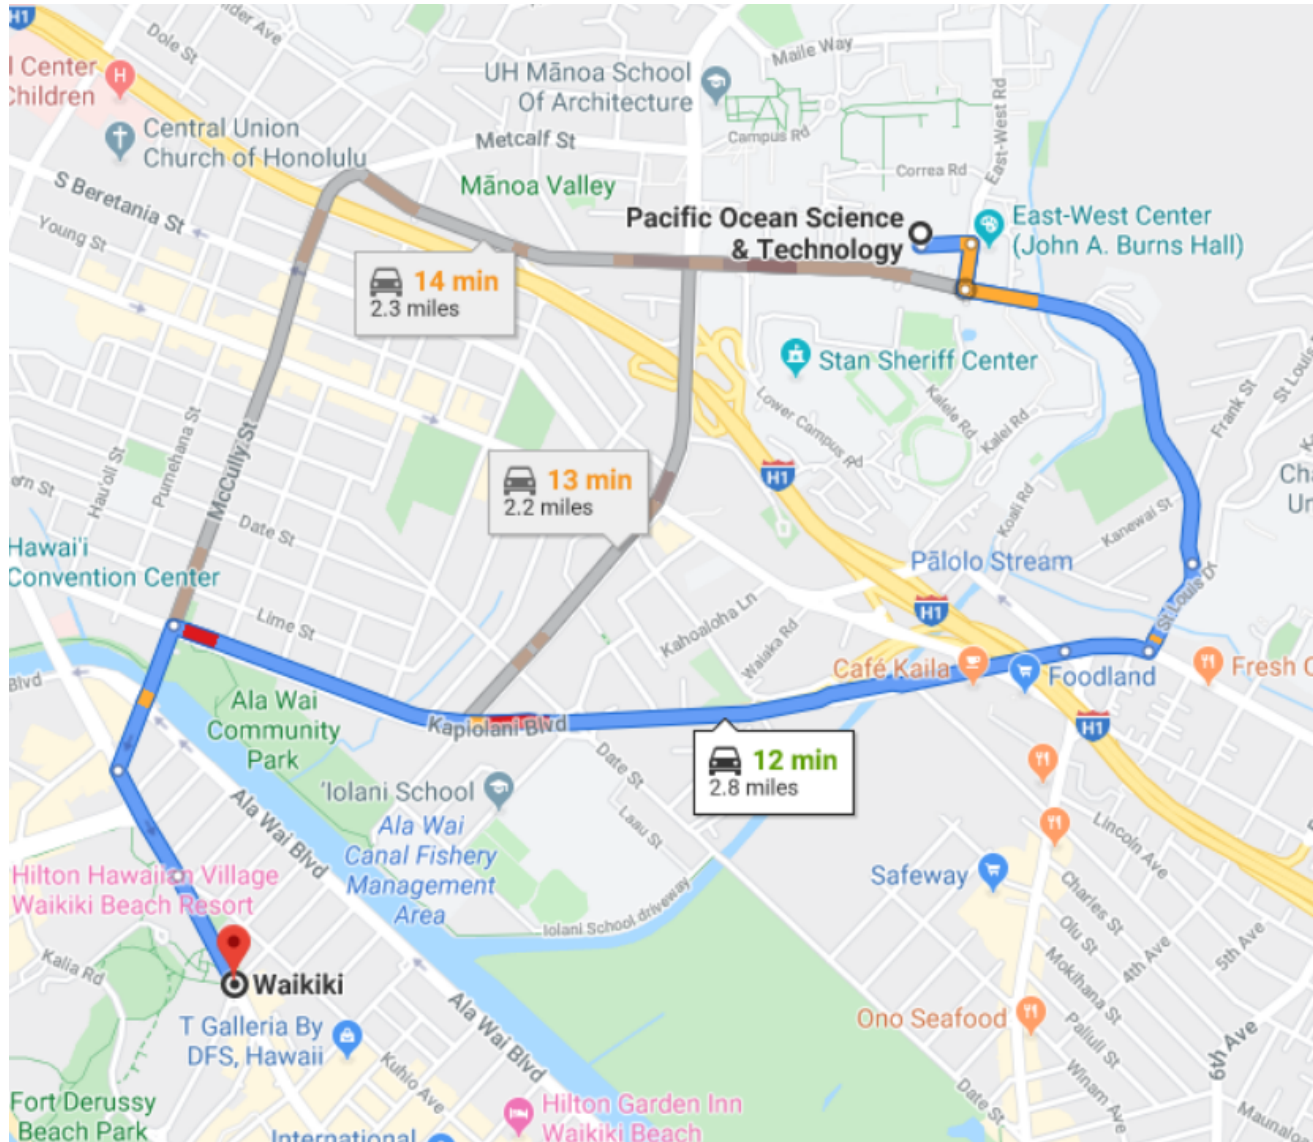 H1
Dole St
Center
Children
H
Central Union
Church of Honolulu
UH Mānoa School
Of Architecture
Maile Way
Metcalf St
Campus Rd
Correa Rd
East-West Rd
S Beretania St
Young St
Mānoa Valley
Pacific Ocean Science
& Technology
East-West Center
(John A. Burns Hall)
14 min
2.3 miles
Stan Sheriff Center
Lower Campus Rd
Kalele Rd
Kalei Rd
Frank St
St Louis
McCully St
Pumehana St
Hau'oli St
Date St
13 min
2.2 miles
H1
Koali Rd
Kanewai St
Hawai'i
Convention Center
Pālolo Stream
H1
St Louis Dr
Lime St
Kahoaloha Ln
Waiaka Rd
Café Kaila
Foodland
Fresh
Blvd
Ala Wai
Community
Park
Kapiolani Blvd
H1
12 min
2.8 miles
Date St
Laau St
'Iolani School
Ala Wai
Canal Fishery
Management
Area
Ala Wai Blvd
Lincoln Ave
Hilton Hawaiian Village
Waikiki Beach Resort
Safeway
Charles St
Olu St
Mokihana St
4th Ave
5th Ave
Iolani School driveway
Kalia Rd
Waikiki
T Galleria By
DFS, Hawaii
Ala Wai Blvd
Ono Seafood
Paliuli St
Winam Ave
6th Ave
Kuhio Ave
Date St
Fort Derussy
Beach Park
Hilton Garden Inn
Waikiki Beach
International